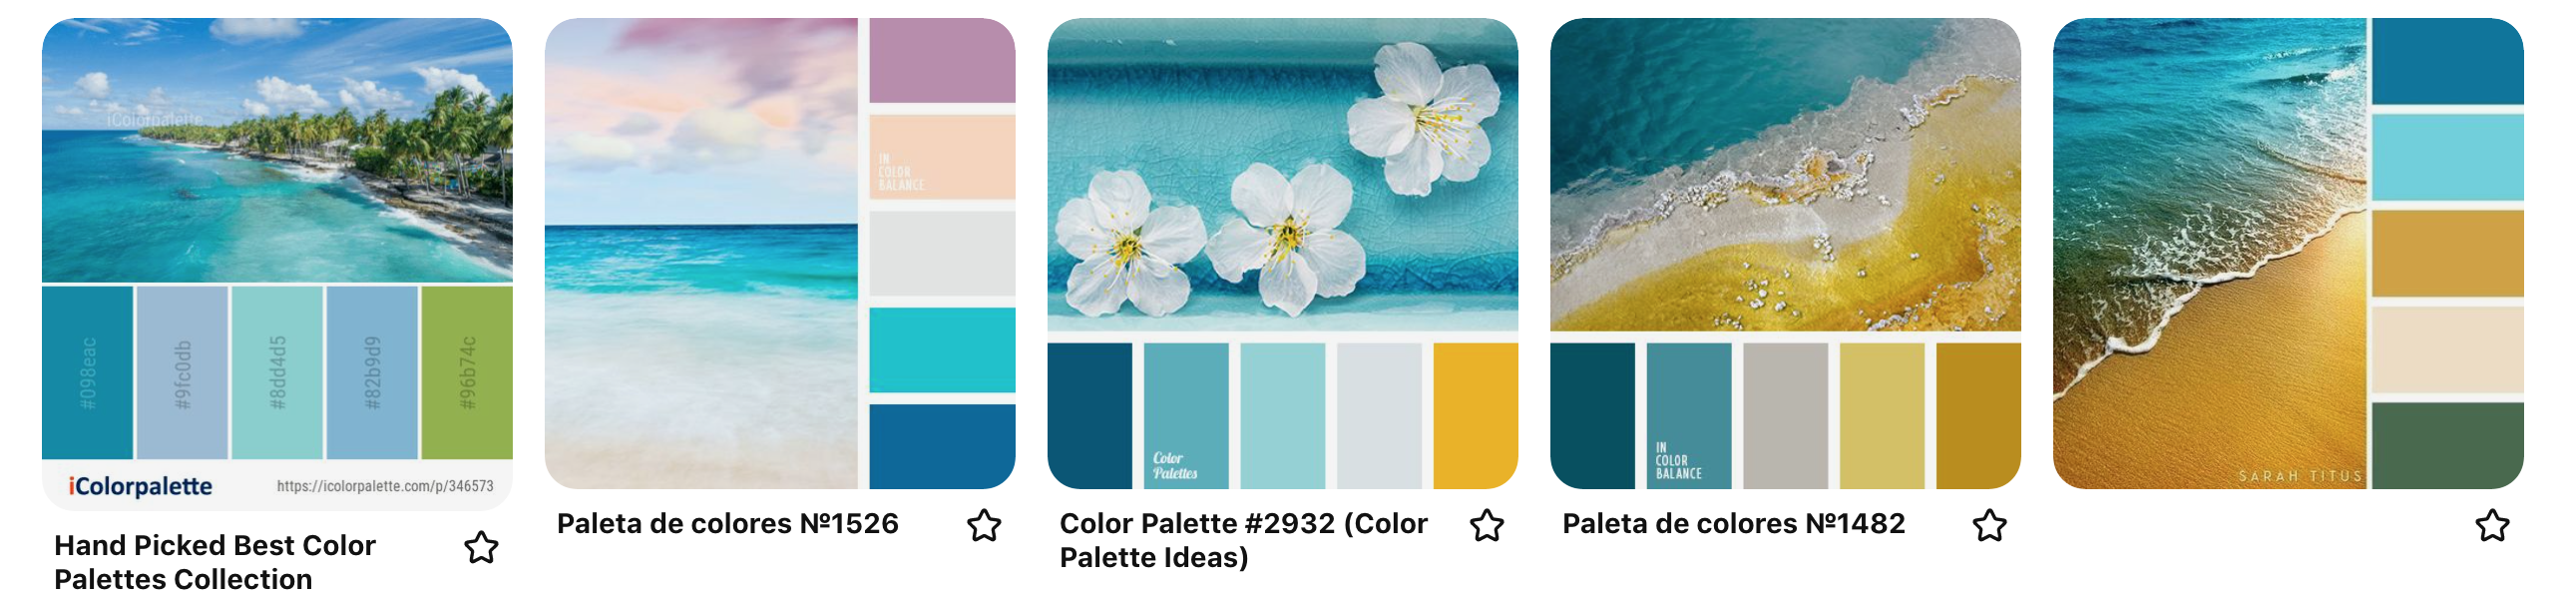 iColorpalette
#098eac
#9fc0db
#8dd4d5
#82b9d9
#96b74c
iColorpalette
https://icolorpalette.com/p/346573
Hand Picked Best Color
Palettes Collection
IN
COLOR
BALANCE
Paleta de colores №1526
Color
Palettes
Color Palette #2932 (Color
Palette Ideas)
IN
COLOR
BALANCE
Paleta de colores №1482
SARAH TITUS